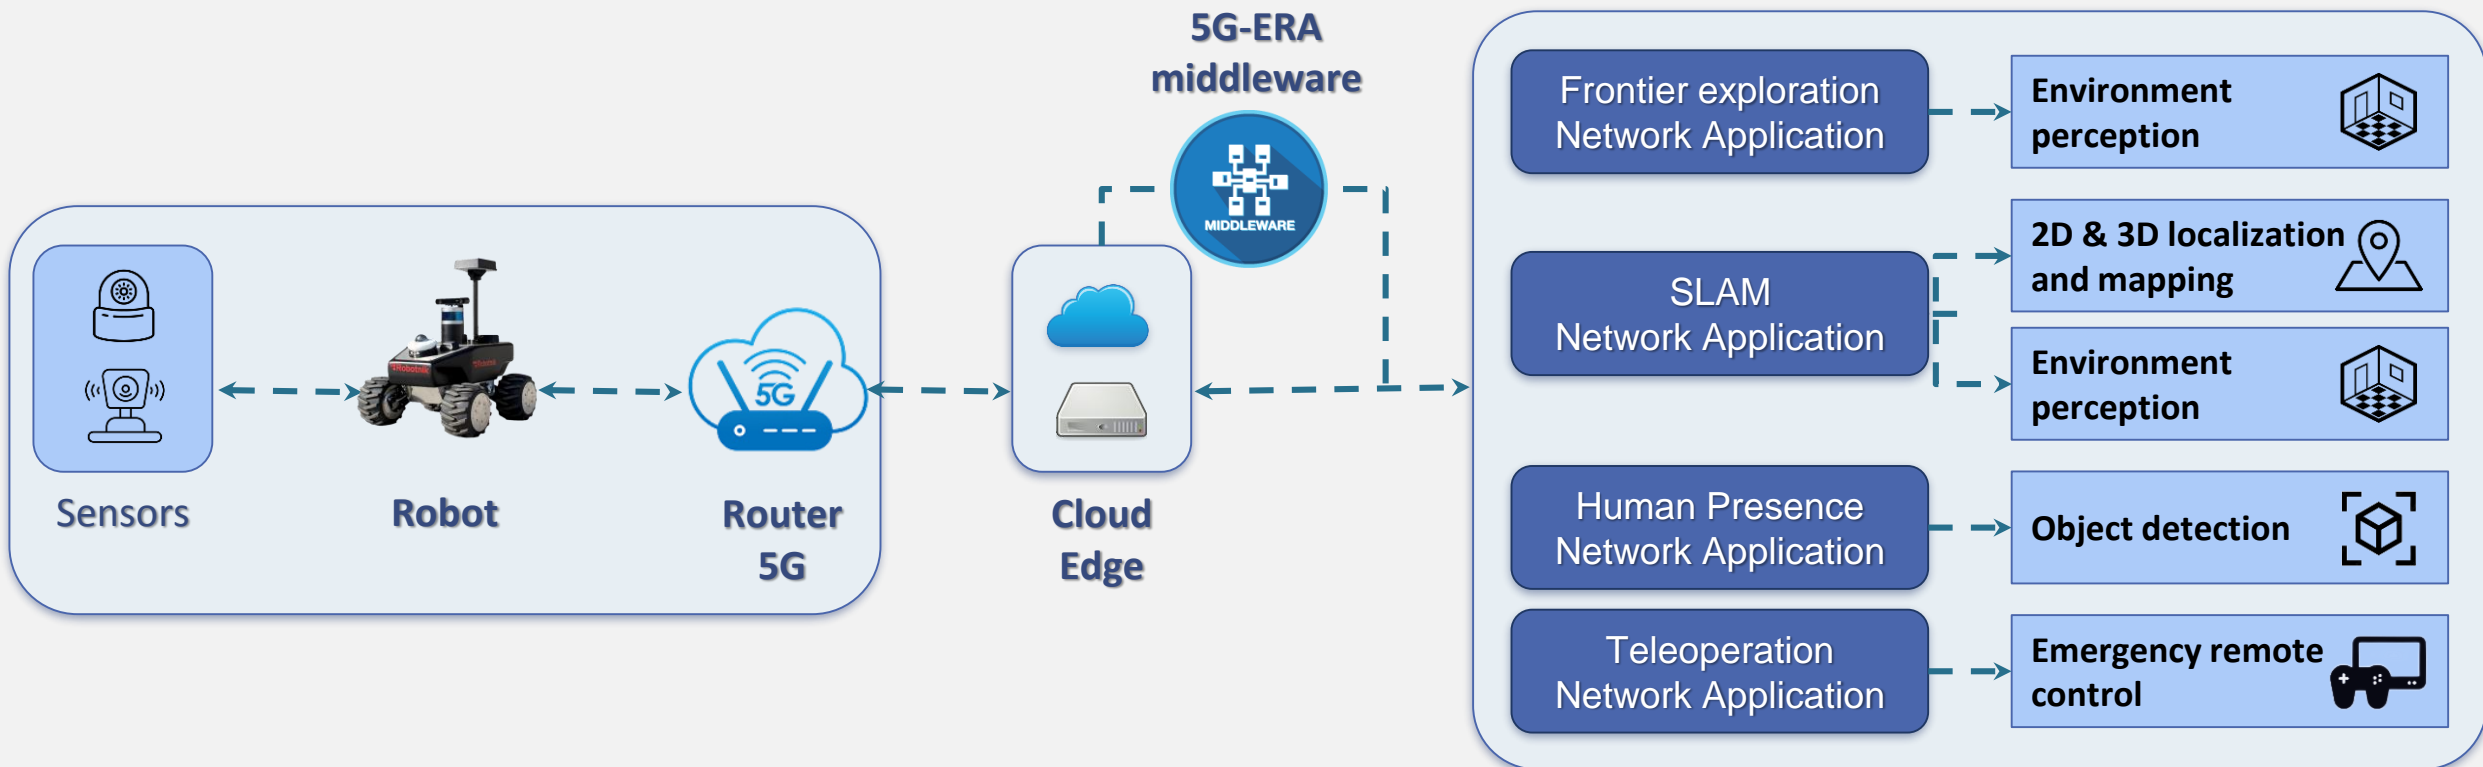 5G-ERA
middleware
MIDDLEWARE
Robotnik
5G
Sensors
Robot
Router
5G
Cloud
Edge
Frontier exploration
Network Application
Environment
perception
SLAM
Network Application
2D & 3D localization
and mapping
Environment
perception
Human Presence
Network Application
Object detection
Teleoperation
Network Application
Emergency remote
control